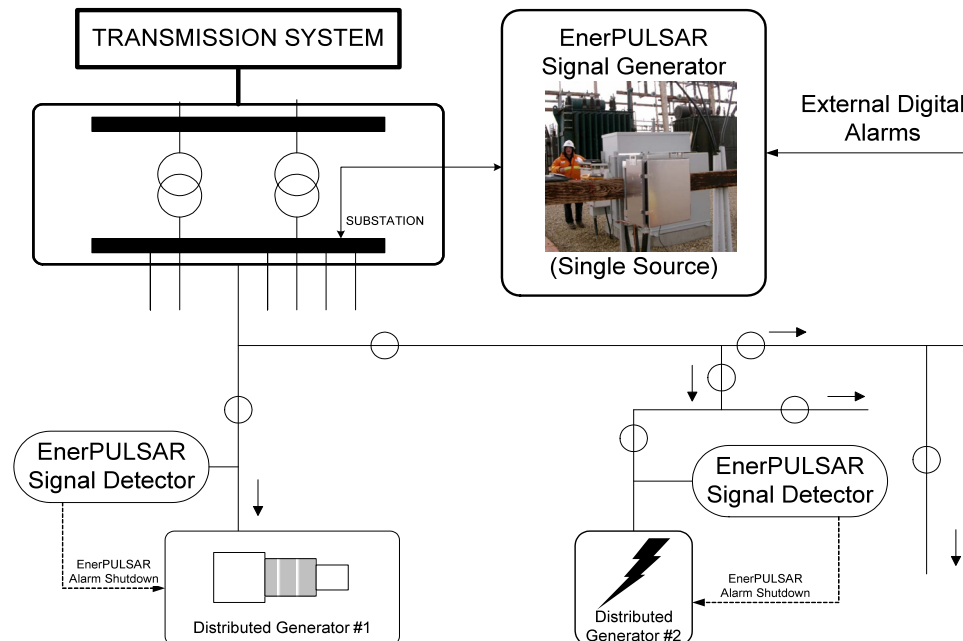 TRANSMISSION SYSTEM
EnerPULSAR
Signal Generator
(Single Source)
External Digital
Alarms
SUBSTATION
EnerPULSAR
Signal Detector
EnerPULSAR
Alarm Shutdown
Distributed Generator #1
EnerPULSAR
Signal Detector
EnerPULSAR
Alarm Shutdown
Distributed
Generator #2